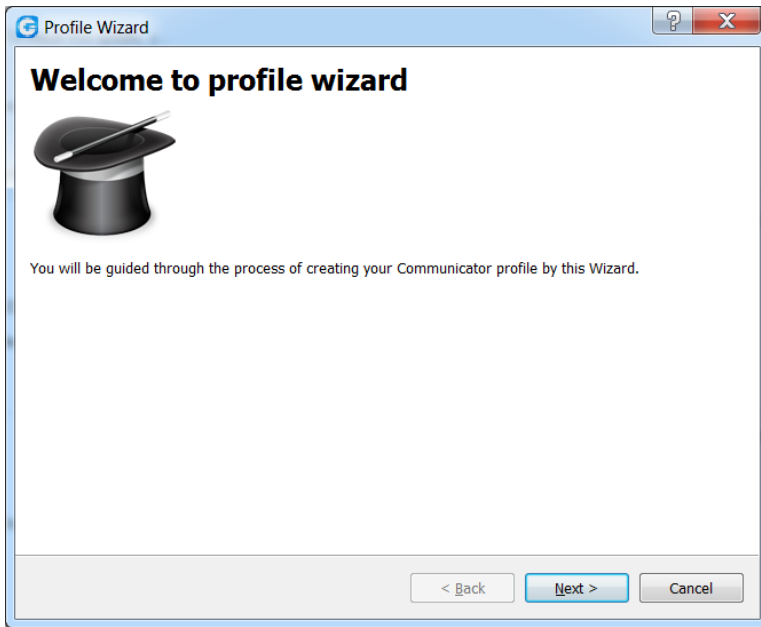 Profile Wizard
Welcome to profile wizard
You will be guided through the process of creating your Communicator profile by this Wizard.
< Back Next > Cancel